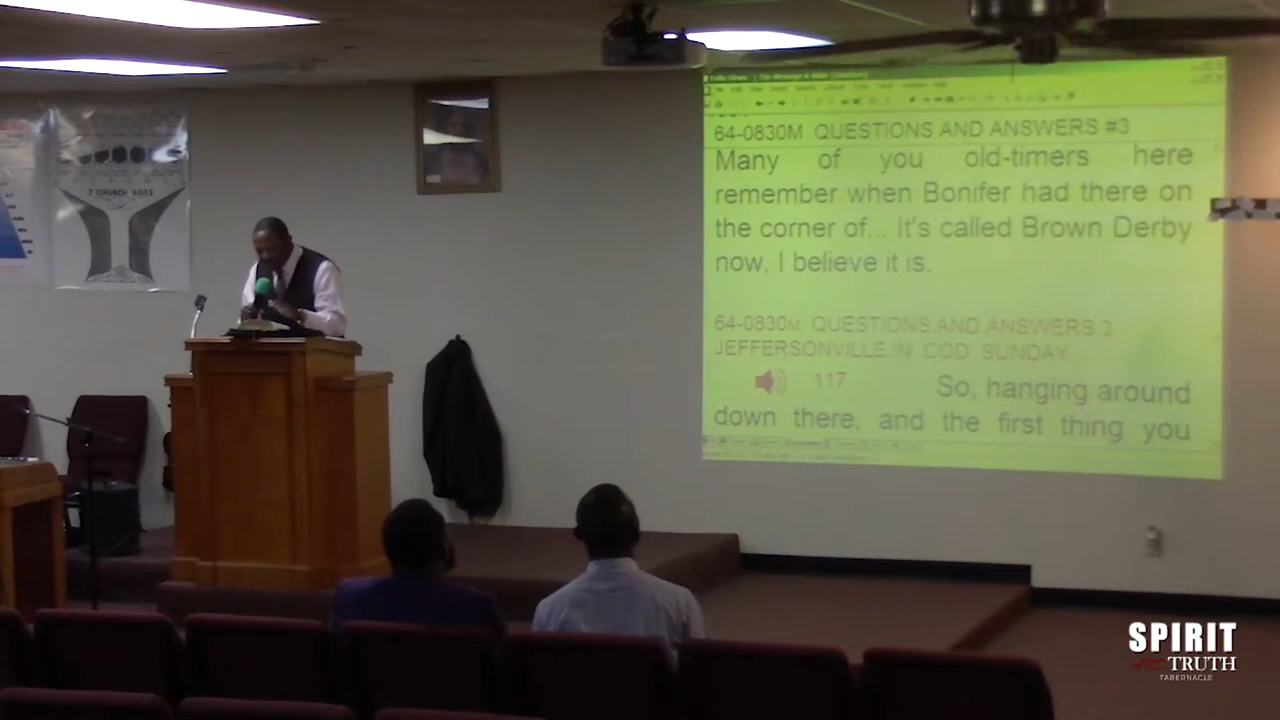 7 CHURCH AGES
64-0830M QUESTIONS AND ANSWERS #3
Many of you old-timers here
remember when Bonifer had there on
the corner of... It's called Brown Derby
now, I believe it is.
64-0830M QUESTIONS AND ANSWERS 3
JEFFERSONVILLE IN COD SUNDAY
117 So, hanging around
down there, and the first thing you
SPIRIT
AND TRUTH
TABERNACLE